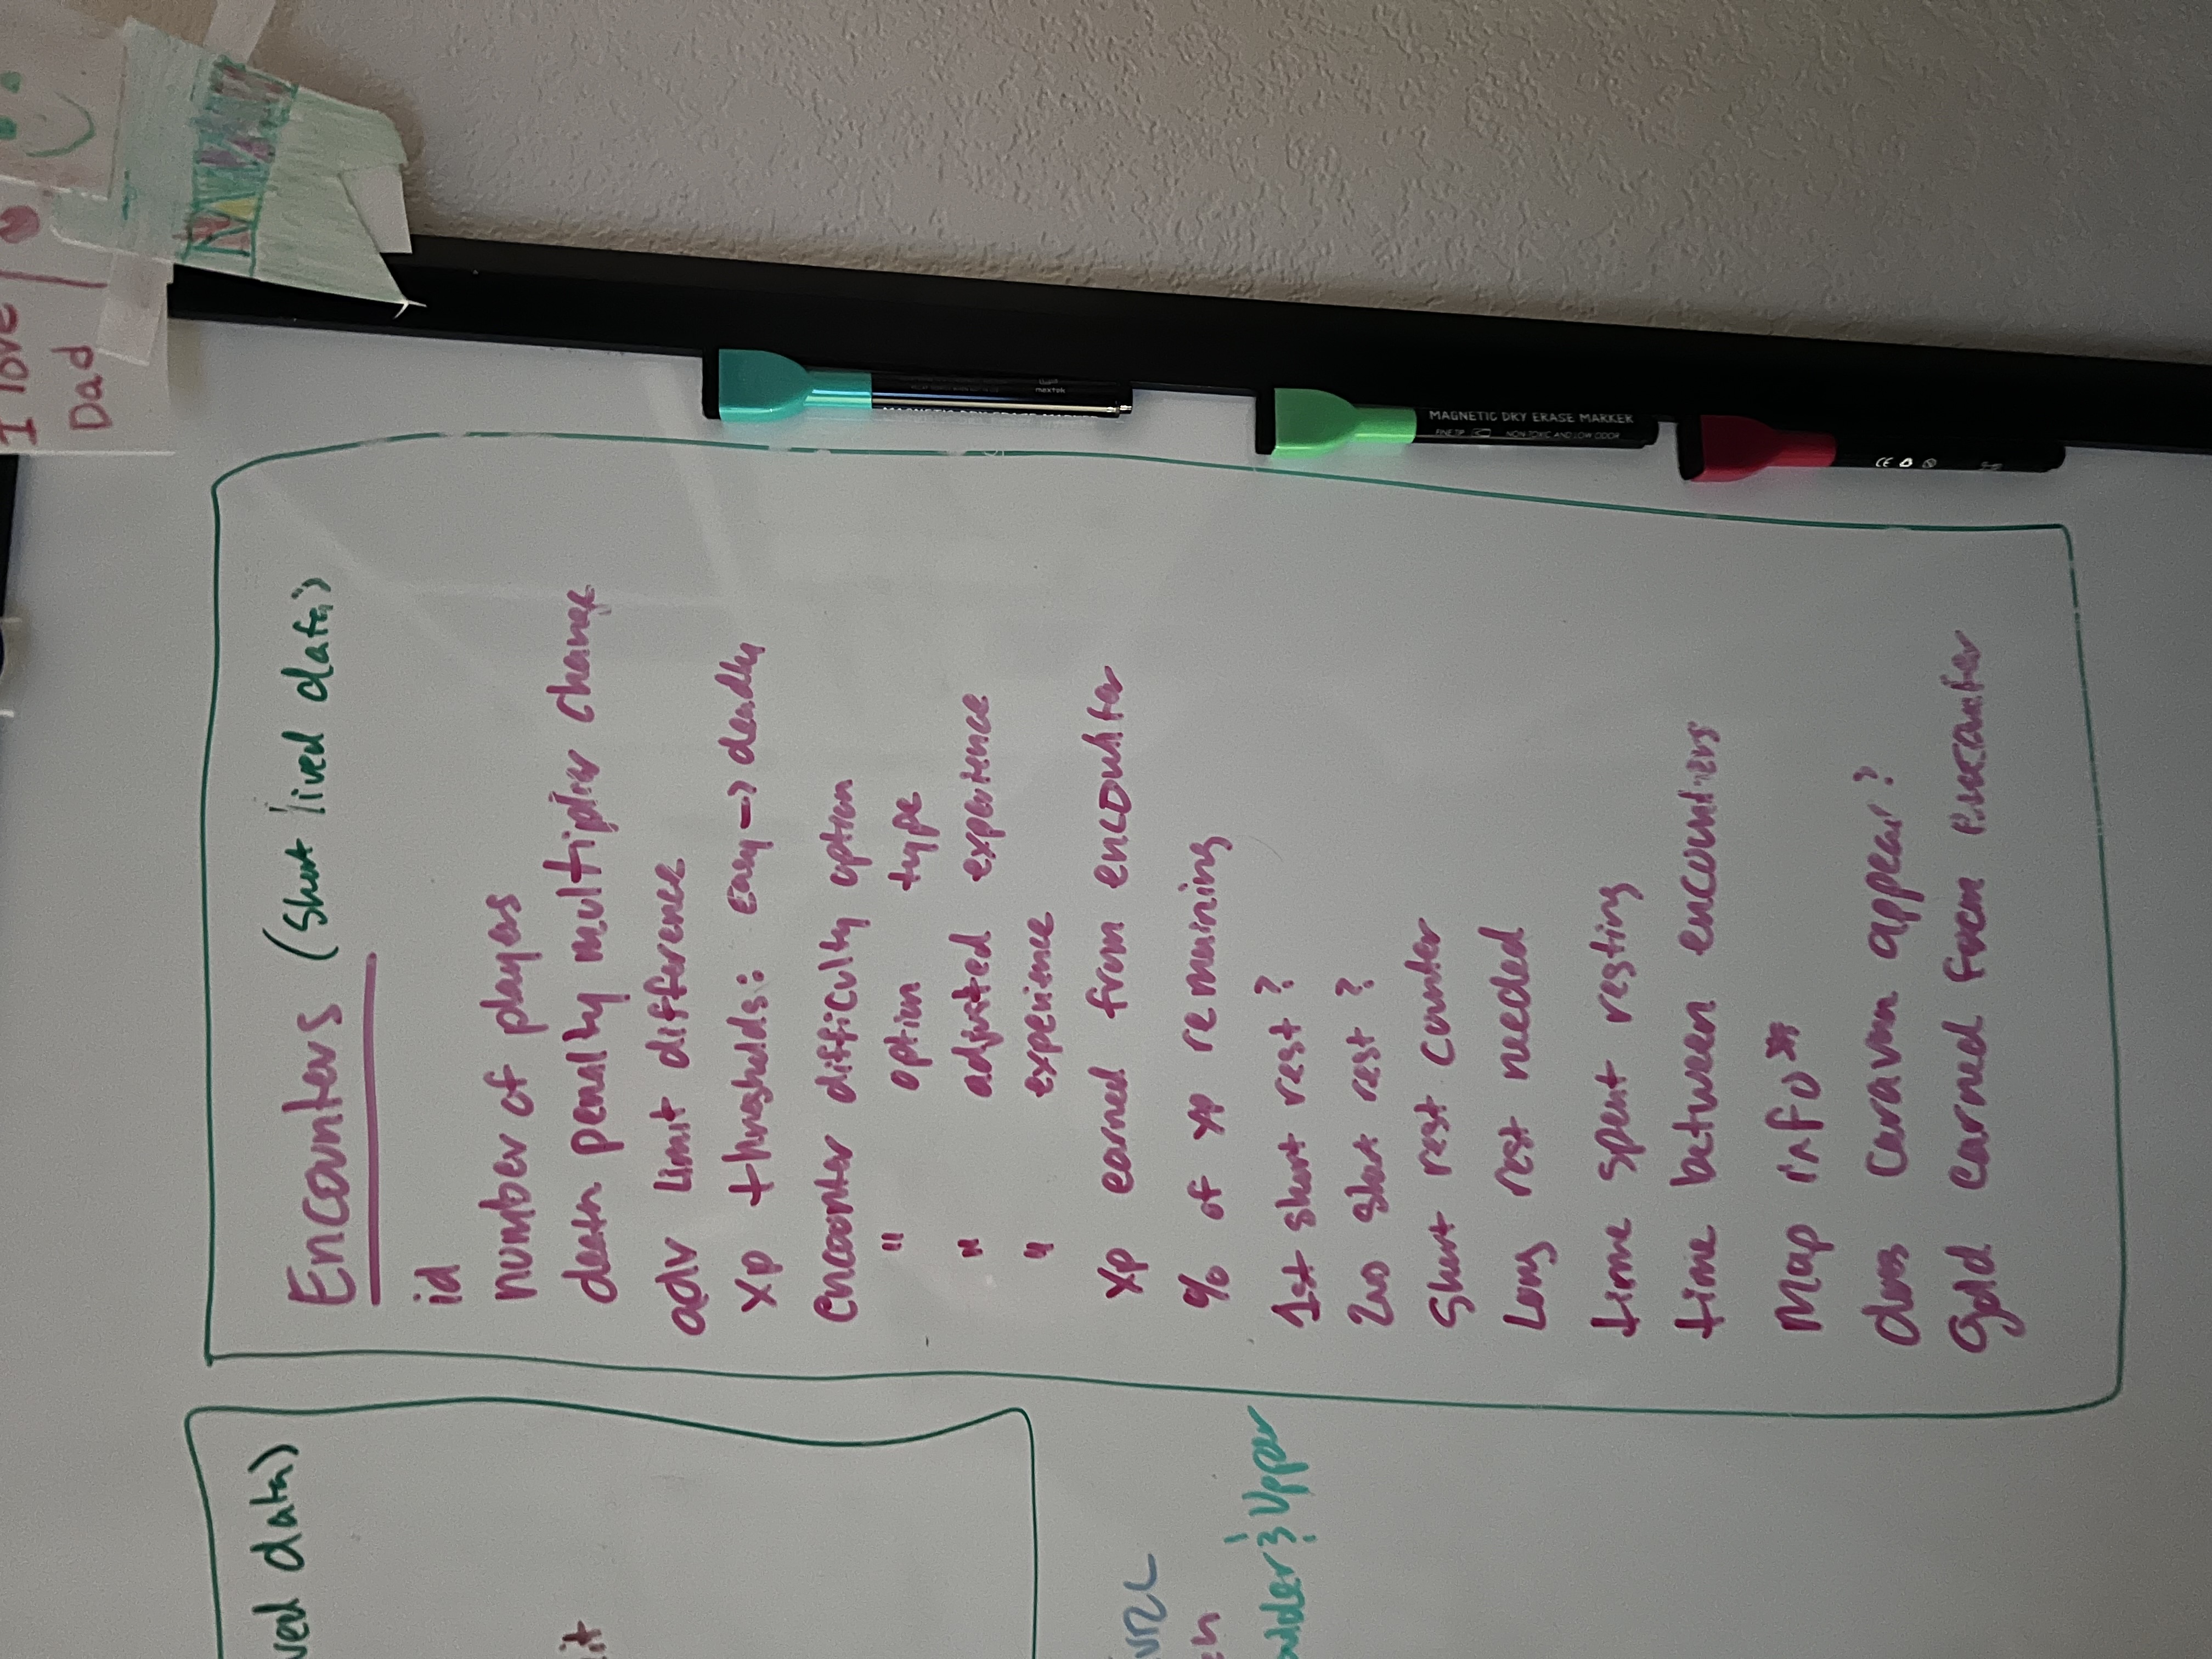 I love
Dad
ved data)
Encounters (Short lived data)
id
number of players
death penalty multiplier change
adv limit difference
it
xp thresholds: Easy -> deadly
Encounter difficulty option
" option type
" adjusted experience
" experience
xp earned from encounter
% of xp remaining
& Upper
1st short rest?
2nd short rest?
Short rest counter
Long rest needed
time spent resting
time between encounters
Map info**
does caravan appear?
gold earned from encounter
MAGNETIC DRY ERASE MARKER